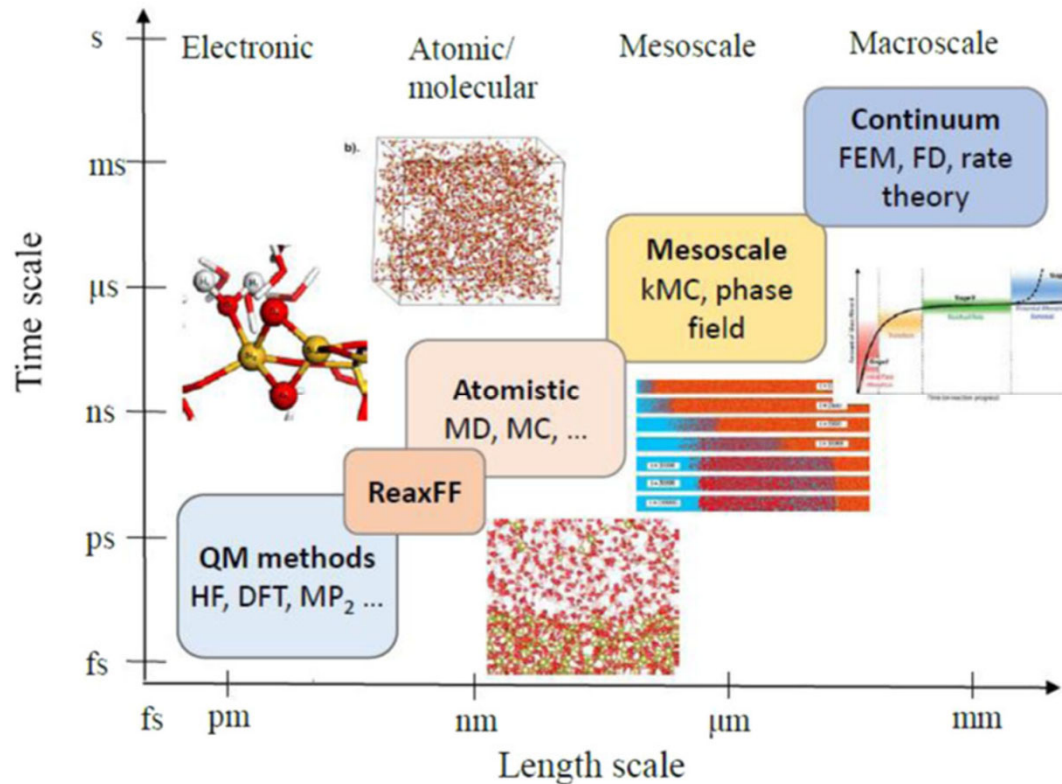 s
Electronic
Atomic/
molecular
Mesoscale
Macroscale
Continuum
FEM, FD, rate
theory
ms
b).
Mesoscale
kMC, phase
field
μs
Time scale
Atomistic
MD, MC, ...
ns
ReaxFF
ps
QM methods
HF, DFT, MP₂ ...
fs
fs
pm
nm
μm
mm
Length scale